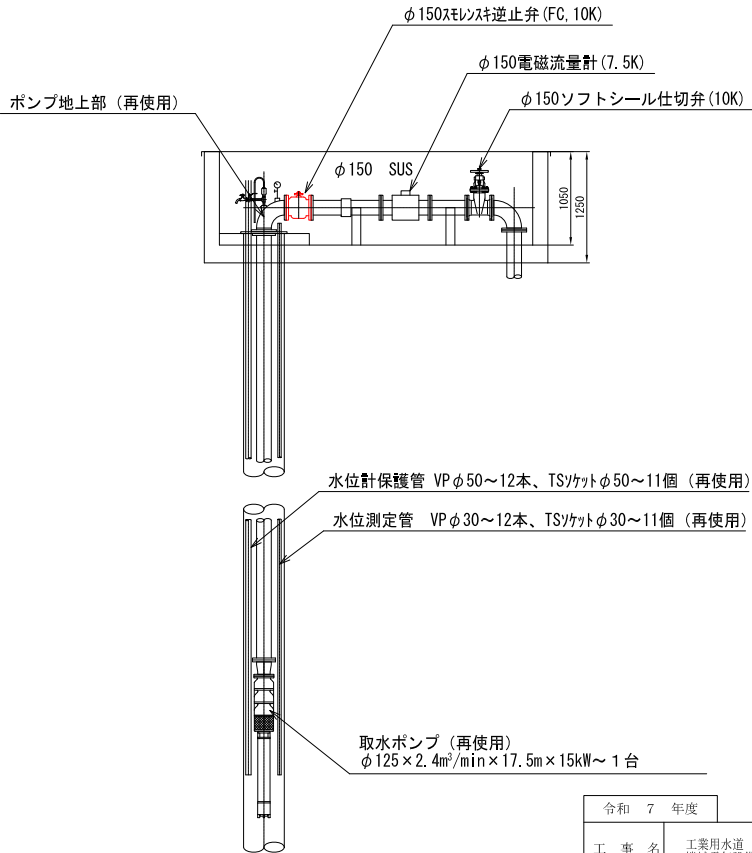 φ150ｽﾓﾚﾝｽｷ逆止弁(FC, 10K)
φ150電磁流量計(7.5K)
ポンプ地上部（再使用）
φ150ソフトシール仕切弁(10K)
φ150 SUS
1050
1250
水位計保護管 VPφ50～12本、TSｿｹｯﾄφ50～11個（再使用）
水位測定管 VPφ30～12本、TSｿｹｯﾄφ30～11個（再使用）
取水ポンプ（再使用）
φ125×2.4m³/min×17.5m×15kW～１台
令和 7 年度
工 事 名
工業用水道